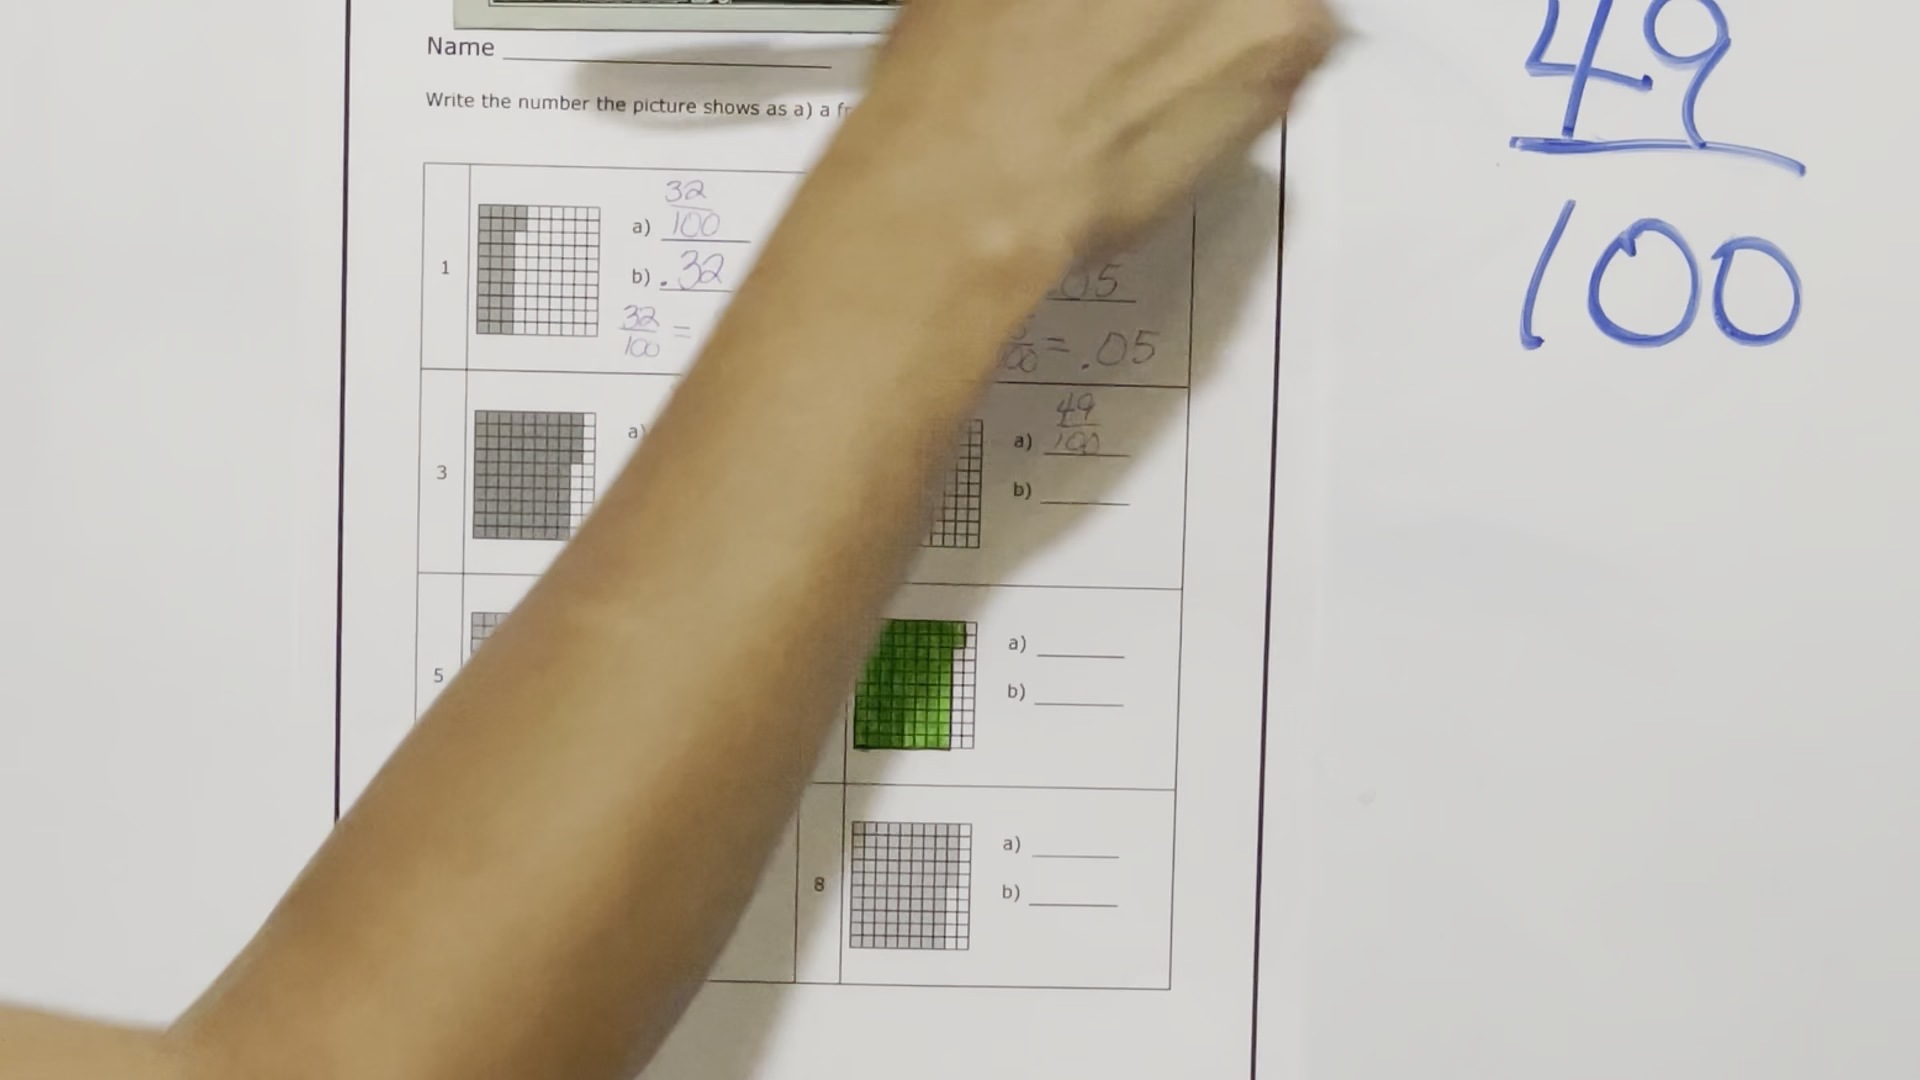 49
100
Name
Write the number the picture shows as a) a
1
32
a) 100
b) .32
32
100 =
.05
100 = .05
3
a)
49
a) 100
b)
5
a)
b)
8
a)
b)